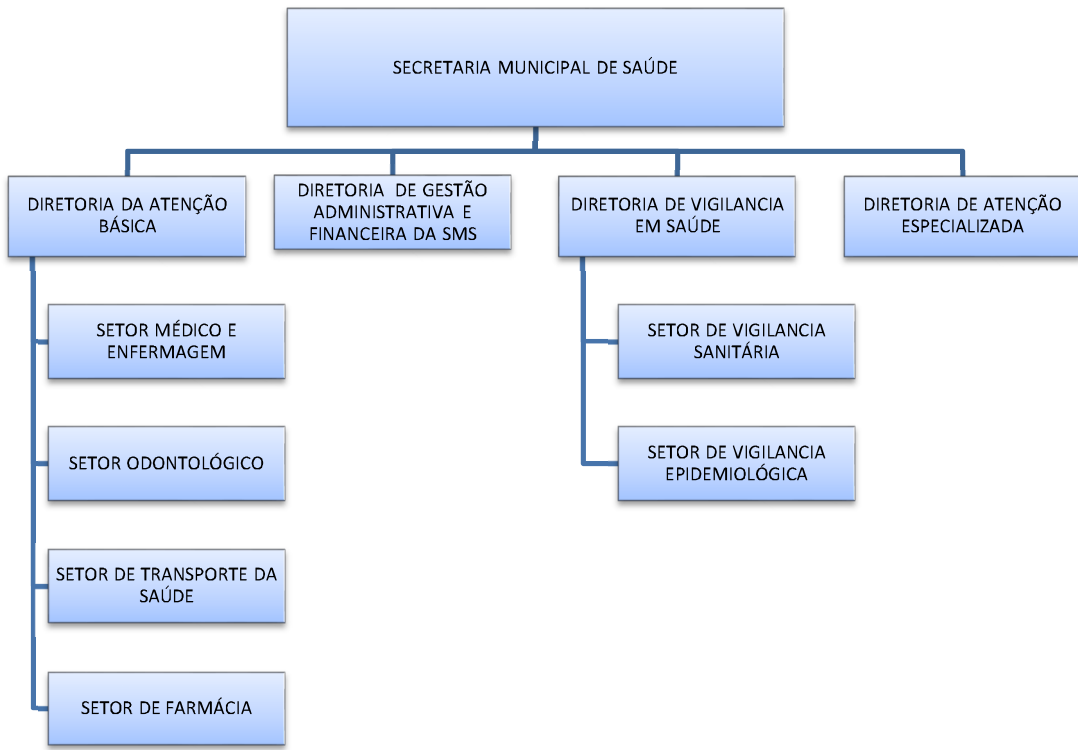 SECRETARIA MUNICIPAL DE SAÚDE
DIRETORIA DA ATENÇÃO
BÁSICA
DIRETORIA DE GESTÃO
ADMINISTRATIVA E
FINANCEIRA DA SMS
DIRETORIA DE VIGILANCIA
EM SAÚDE
DIRETORIA DE ATENÇÃO
ESPECIALIZADA
SETOR MÉDICO E
ENFERMAGEM
SETOR ODONTOLÓGICO
SETOR DE TRANSPORTE DA
SAÚDE
SETOR DE FARMÁCIA
SETOR DE VIGILANCIA
SANITÁRIA
SETOR DE VIGILANCIA
EPIDEMIOLÓGICA